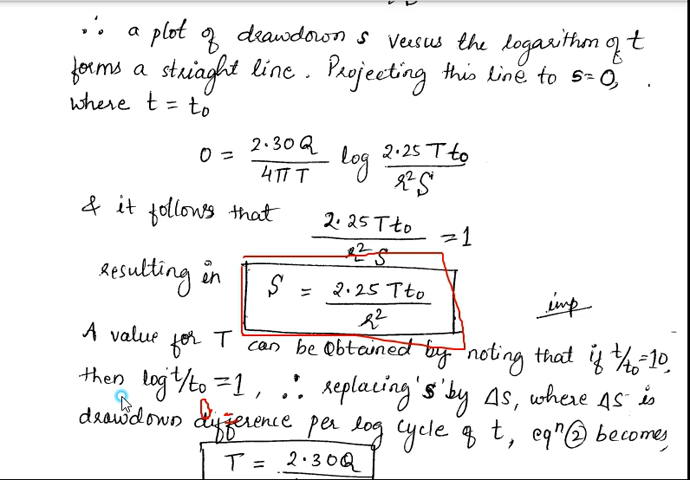 ∴ a plot of drawdown s versus the logarithm of t
forms a striaght line. Projecting this line to s=0,
where t = t₀
0 = 2.30Q/4πT log 2.25Tt₀/r²S
& it follows that 2.25Tt₀/r²S = 1
resulting in S = 2.25Tt₀/r²
imp
A value for T can be obtained by noting that if t/t₀=10,
then log t/t₀ = 1, ∴ replacing 's' by ΔS, where ΔS is
drawdown difference per log cycle of t, eqⁿ② becomes,
T = 2.30Q